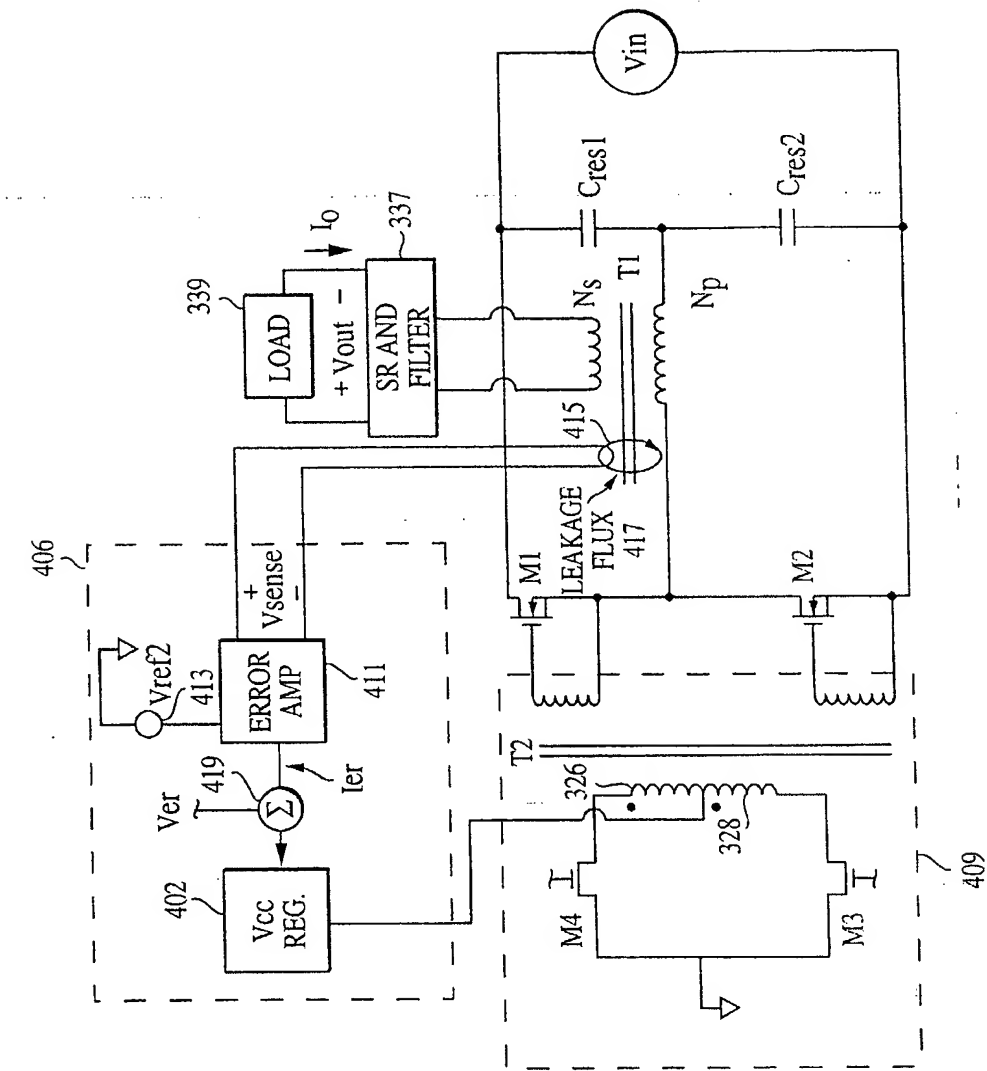 406
Vref2
413
Ver
419
Σ
402
Vcc
REG.
Ier
ERROR
AMP
411
+
Vsense
−
339
LOAD
I₀
+ Vout −
337
SR AND
FILTER
Vin
Cres1
Cres2
Ns
T1
Np
415
LEAKAGE
FLUX
417
M1
M2
T2
326
328
M4
M3
409